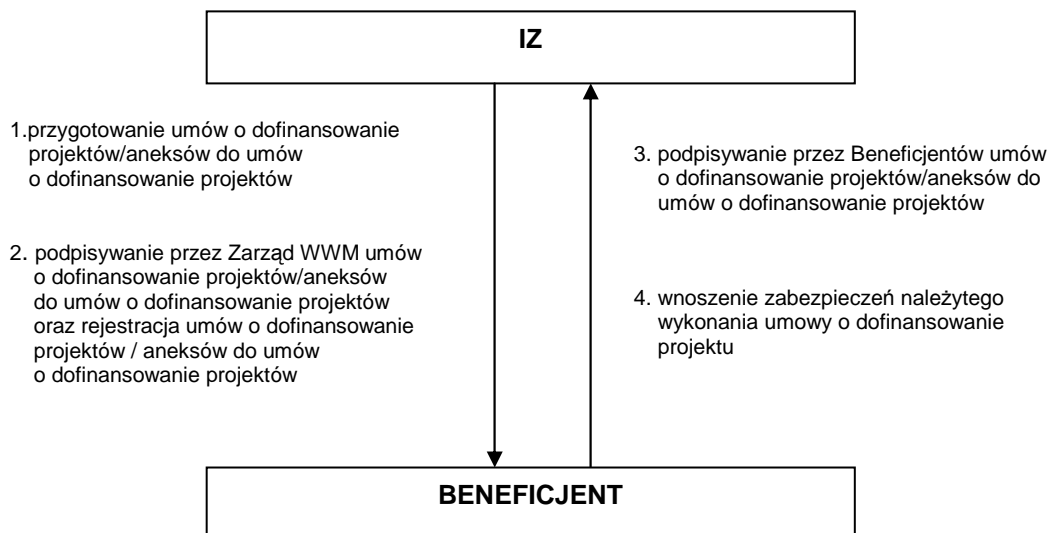 IZ
1.przygotowanie umów o dofinansowanie
projektów/aneksów do umów
o dofinansowanie projektów
2. podpisywanie przez Zarząd WWM umów
o dofinansowanie projektów/aneksów
do umów o dofinansowanie projektów
oraz rejestracja umów o dofinansowanie
projektów / aneksów do umów
o dofinansowanie projektów
3. podpisywanie przez Beneficjentów umów
o dofinansowanie projektów/aneksów do
umów o dofinansowanie projektów
4. wnoszenie zabezpieczeń należytego
wykonania umowy o dofinansowanie
projektu
BENEFICJENT